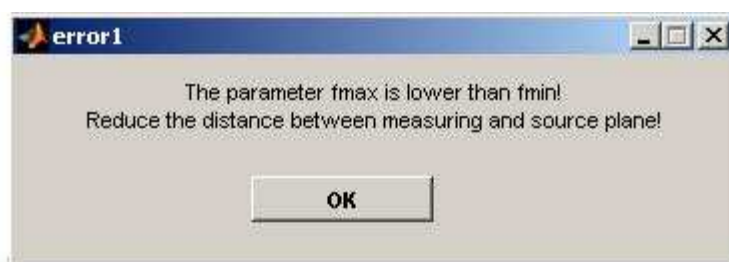 error1
The parameter fmax is lower than fmin!
Reduce the distance between measuring and source plane!
OK